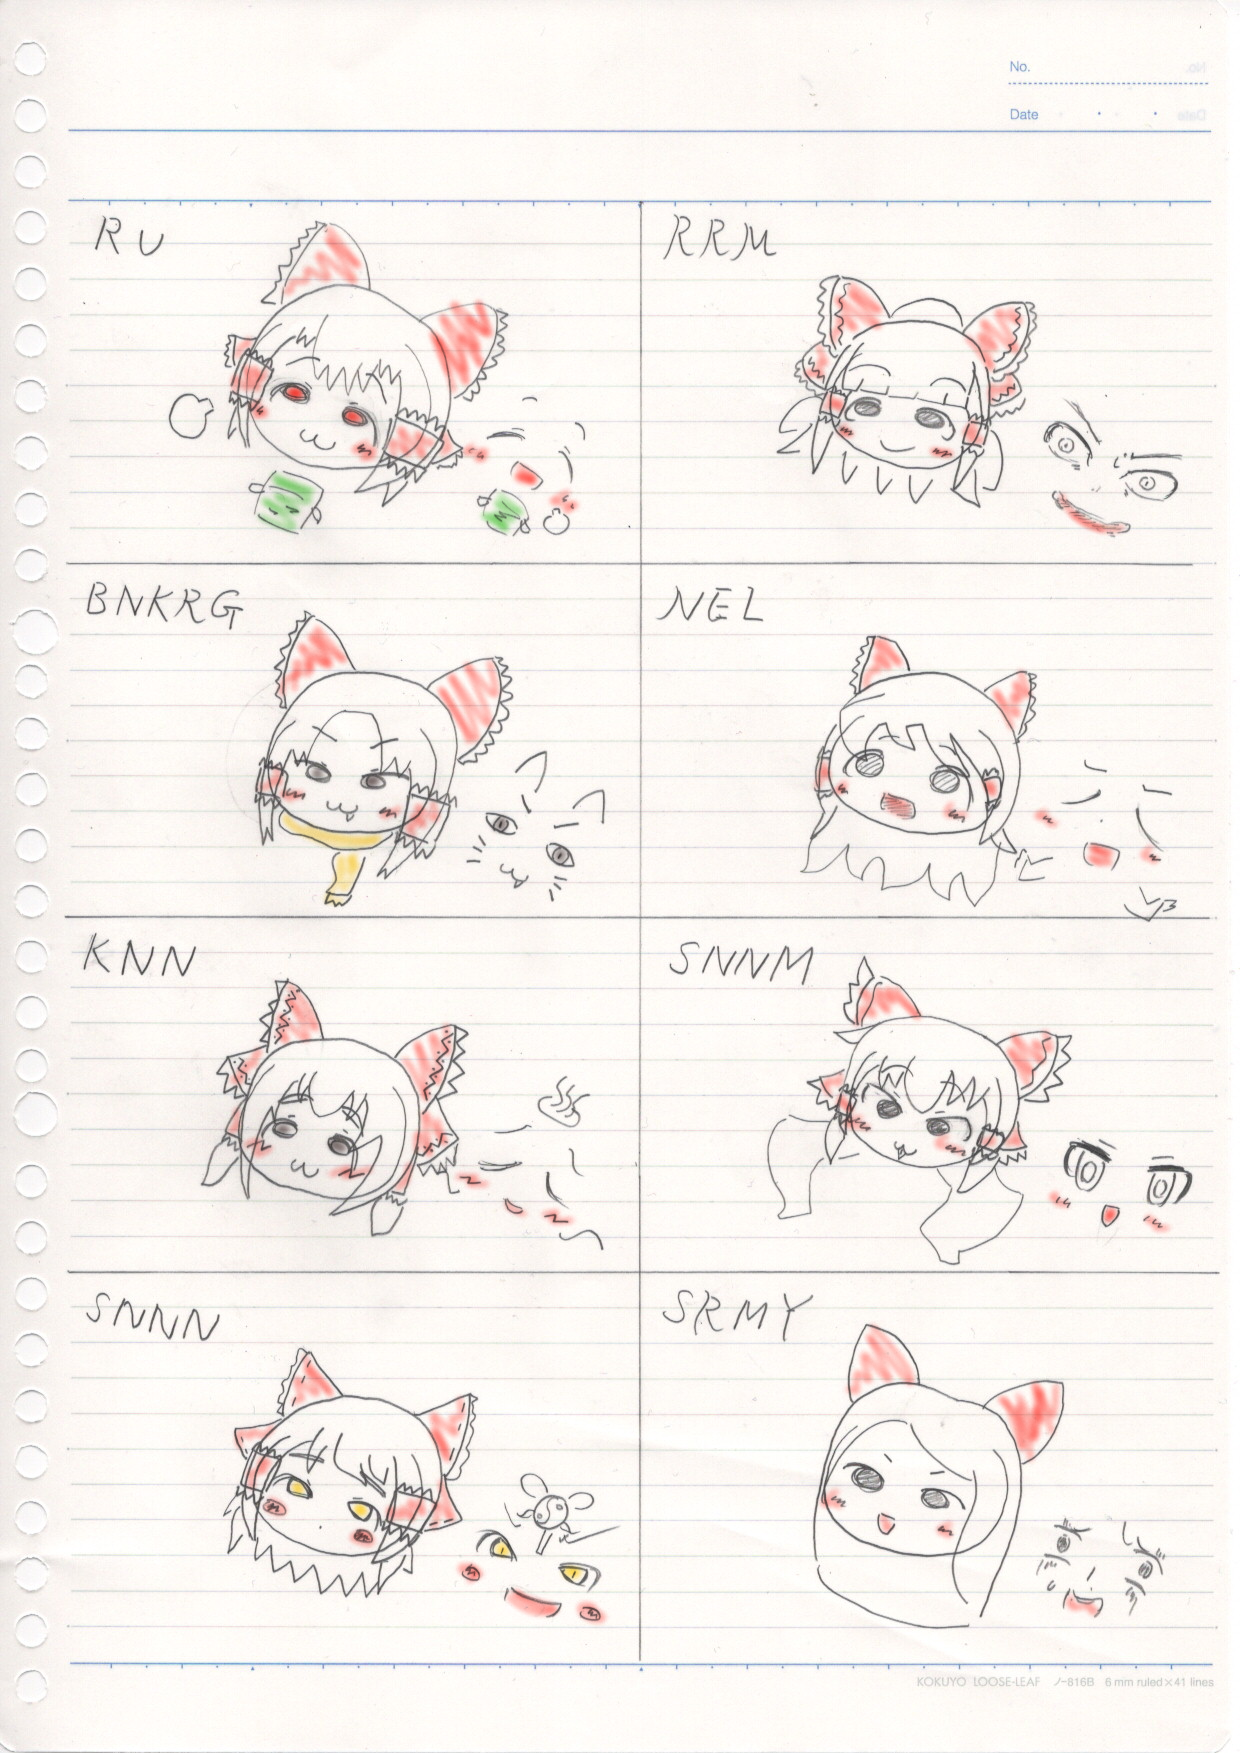 No.
Date
RU
RRM
BNKRG
NEL
KNN
SNNM
SNNN
SRMY
KOKUYO LOOSE-LEAF ノ-816B 6 mm ruled×41 lines